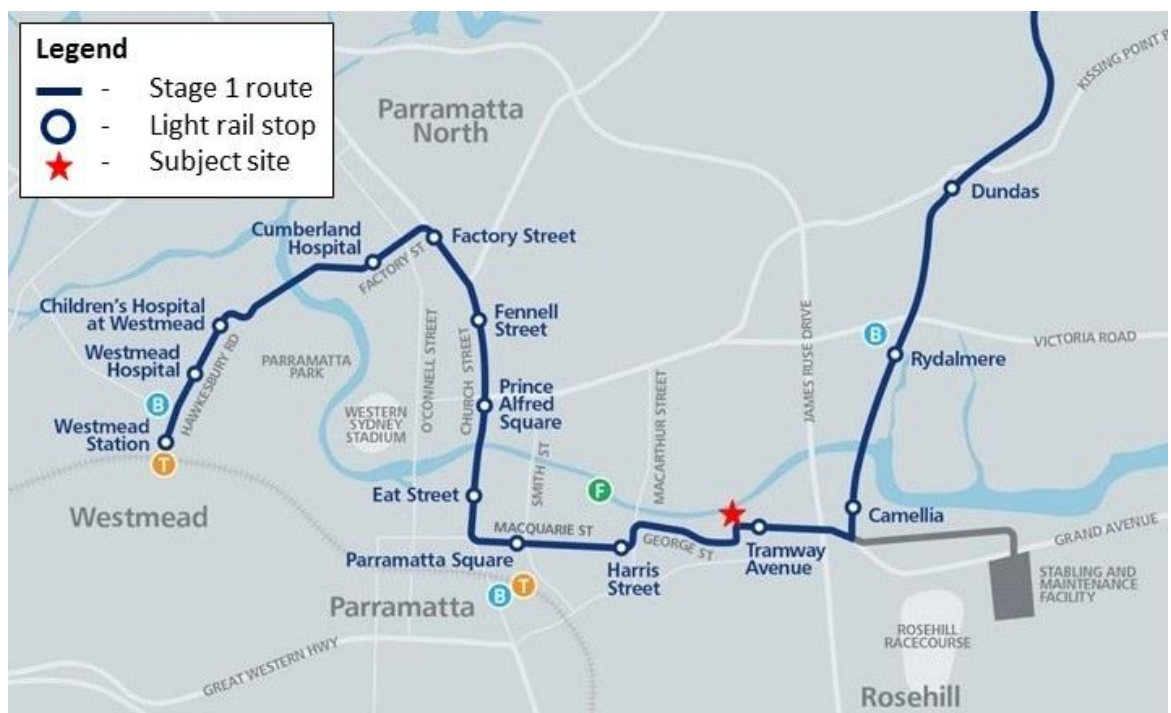 Legend
- Stage 1 route
- Light rail stop
- Subject site
KISSING POINT
Parramatta
North
Dundas
Cumberland
Hospital
Factory Street
FACTORY ST
Children's Hospital
at Westmead
Fennell
Street
Westmead
Hospital
HAWKESBURY RD
PARRAMATTA
PARK
O'CONNELL STREET
CHURCH STREET
Prince
Alfred
Square
B
Rydalmere
VICTORIA ROAD
JAMES RUSE DRIVE
MACARTHUR STREET
B
Westmead
Station
T
WESTERN
SYDNEY
STADIUM
SMITH ST
Westmead
Eat Street
F
Camellia
MACQUARIE ST
GEORGE ST
Tramway
Avenue
GRAND AVENUE
Parramatta Square
Harris
Street
B
T
Parramatta
STABLING AND
MAINTENANCE
FACILITY
ROSEHILL
RACECOURSE
GREAT WESTERN HWY
Rosehill